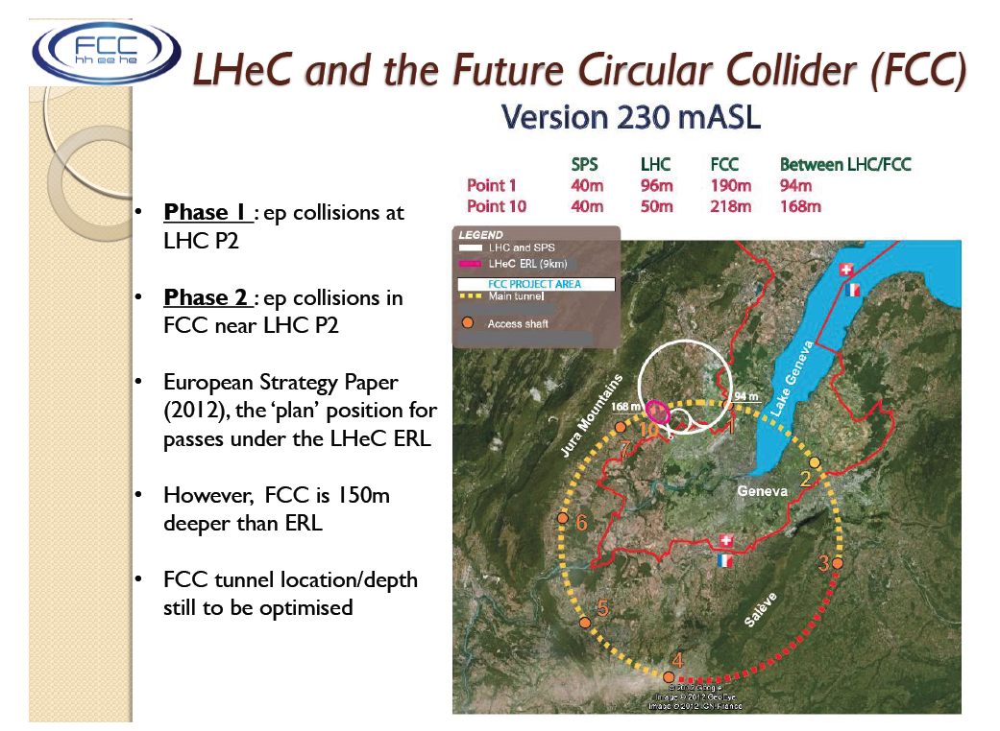 FCC
hh ee he
LHeC and the Future Circular Collider (FCC)
Version 230 mASL
SPS LHC FCC Between LHC/FCC
Point 1 40m 96m 190m 94m
Point 10 40m 50m 218m 168m
• Phase 1 : ep collisions at
LHC P2
• Phase 2 : ep collisions in
FCC near LHC P2
• European Strategy Paper
(2012), the ‘plan’ position for
passes under the LHeC ERL
• However, FCC is 150m
deeper than ERL
• FCC tunnel location/depth
still to be optimised
LEGEND
LHC and SPS
LHeC ERL (9km)
FCC PROJECT AREA
Main tunnel
Access shaft
Jura Mountains
Lake Geneva
168 m
94 m
10
1
7
2
Geneva
6
3
5
Salève
4
© 2012 Google
Image © 2012 GeoEye
Image © 2012 IGN-France